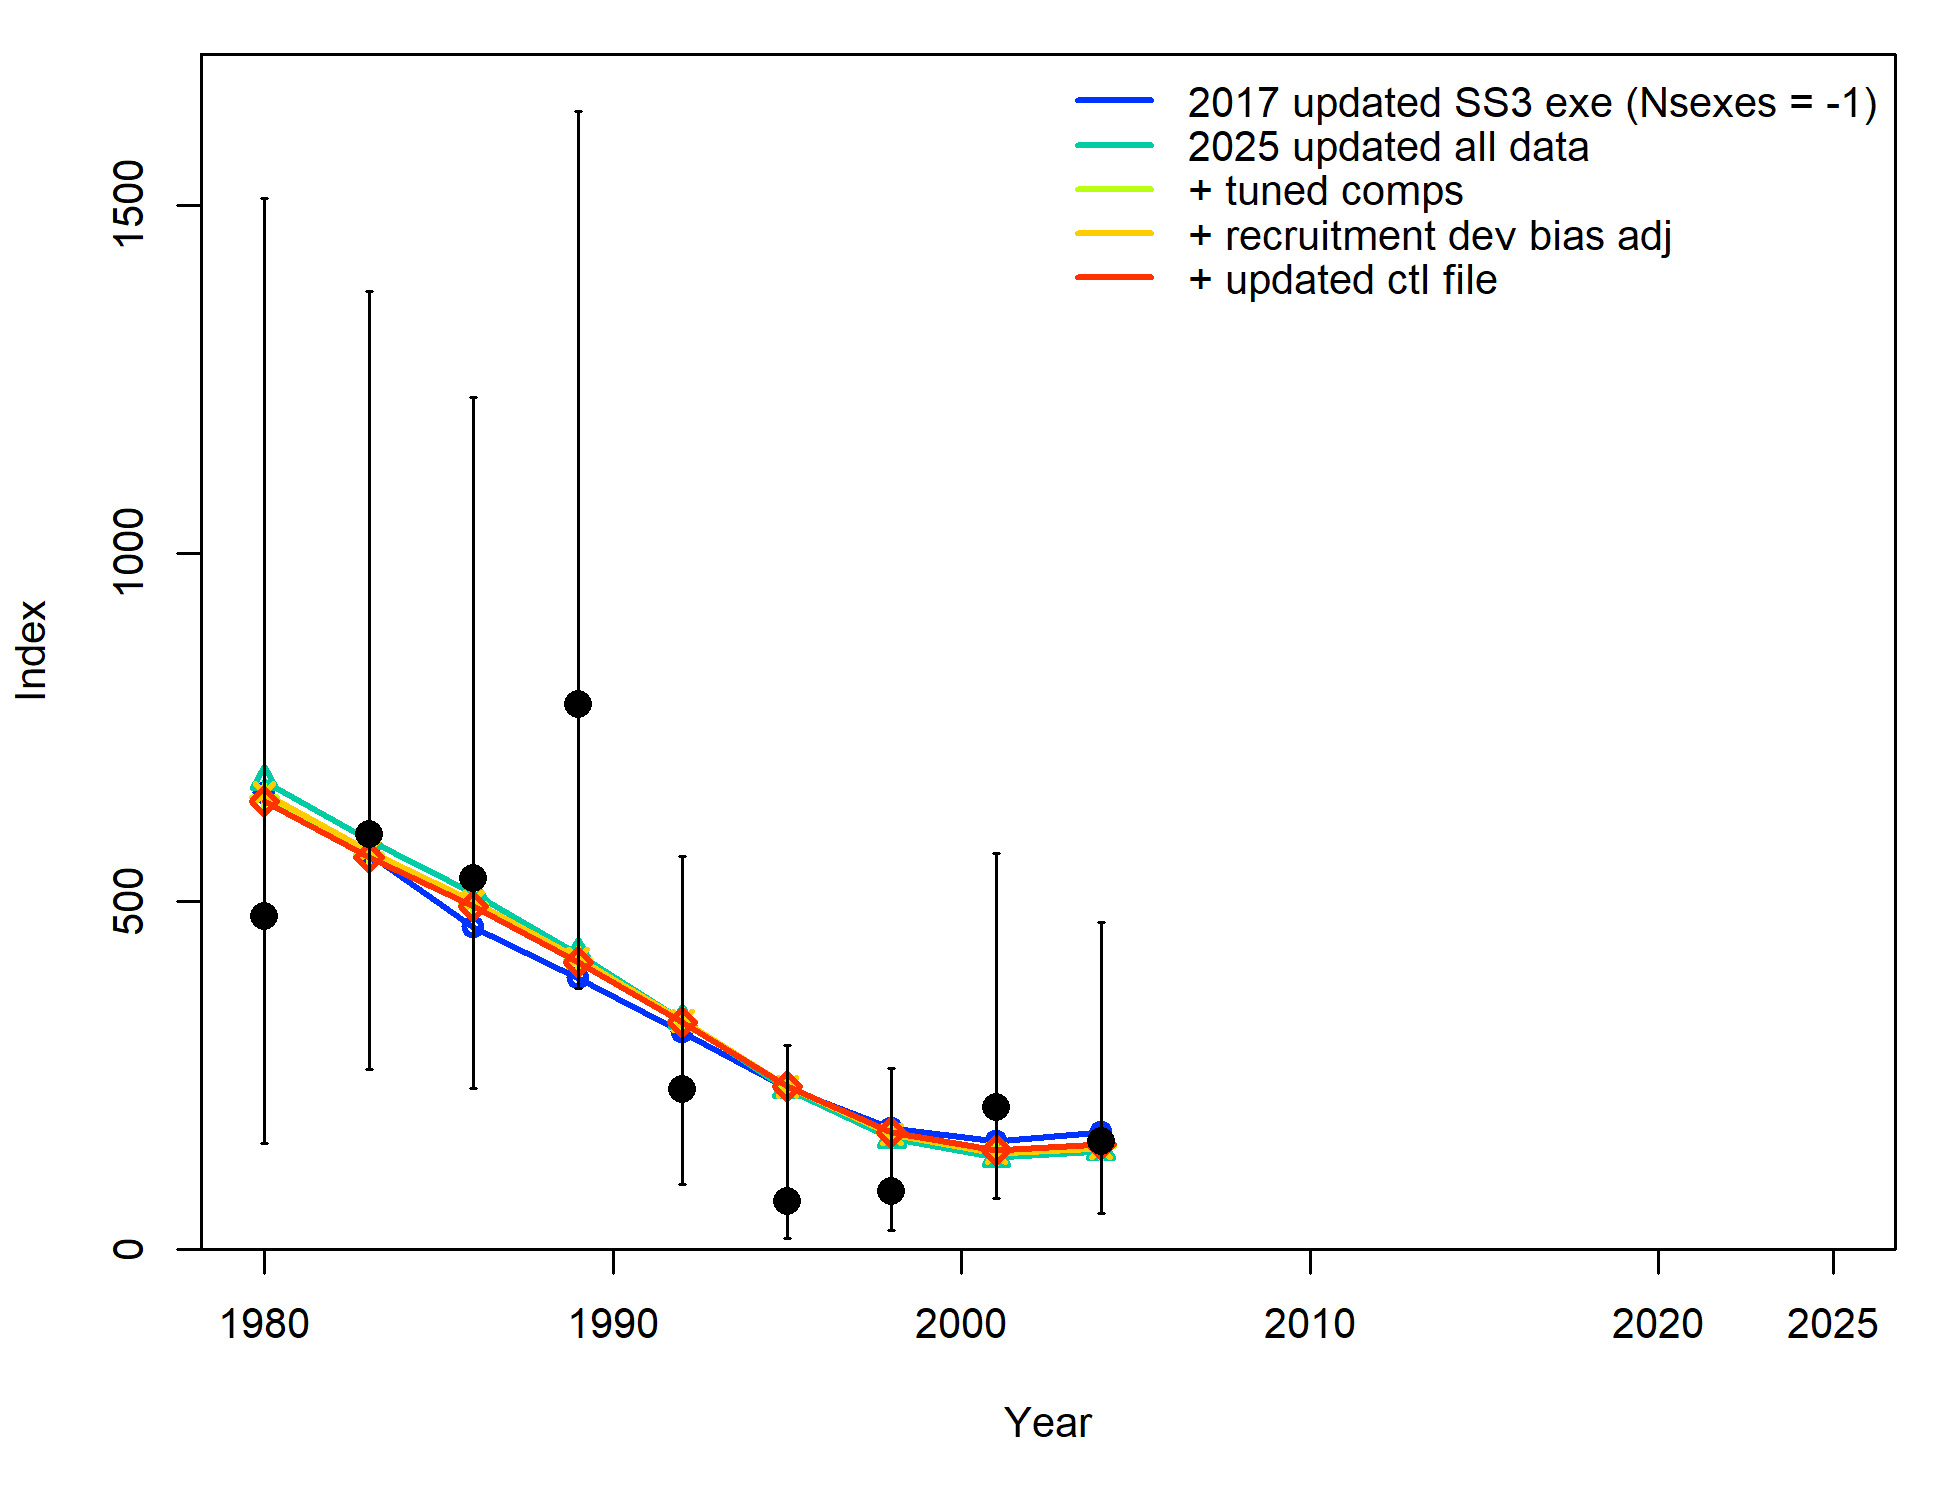 2017 updated SS3 exe (Nsexes = -1)
2025 updated all data
+ tuned comps
+ recruitment dev bias adj
+ updated ctl file
1500
1000
500
0
Index
1980 1990 2000 2010 2020 2025
Year